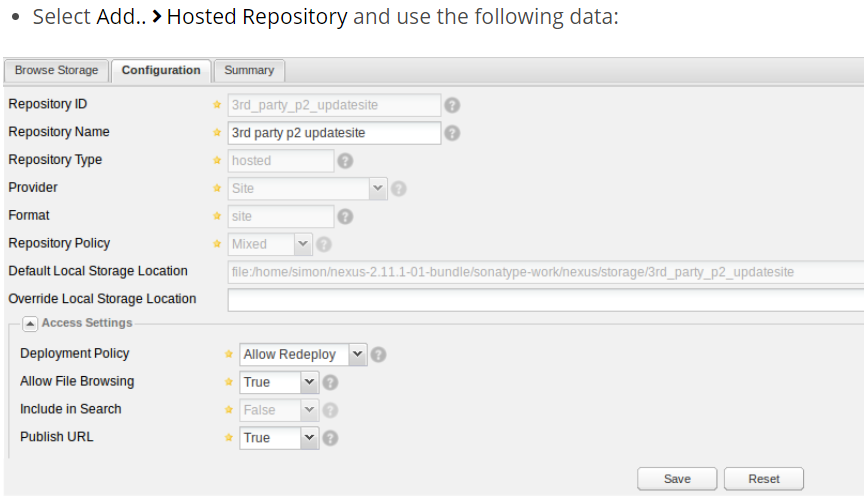 Select Add.. > Hosted Repository and use the following data:
Browse Storage Configuration Summary
Repository ID 3rd_party_p2_updatesite ?
Repository Name 3rd party p2 updatesite ?
Repository Type hosted ?
Provider Site ?
Format site ?
Repository Policy Mixed ?
Default Local Storage Location file:/home/simon/nexus-2.11.1-01-bundle/sonatype-work/nexus/storage/3rd_party_p2_updatesite
Override Local Storage Location
Access Settings
Deployment Policy Allow Redeploy ?
Allow File Browsing True ?
Include in Search False ?
Publish URL True ?
Save Reset